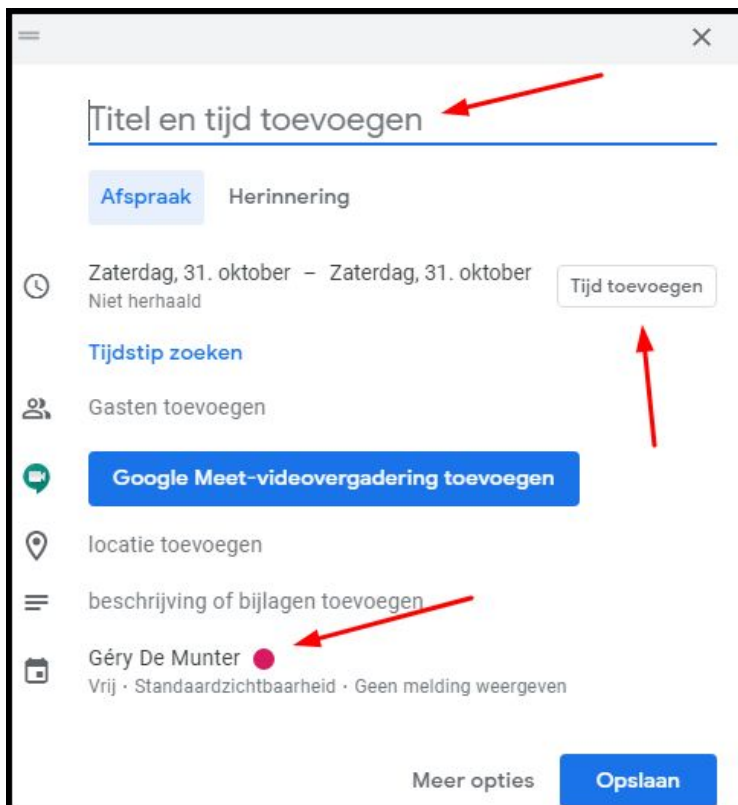 Titel en tijd toevoegen
Afspraak Herinnering
Zaterdag, 31. oktober – Zaterdag, 31. oktober Tijd toevoegen
Niet herhaald
Tijdstip zoeken
Gasten toevoegen
Google Meet-videovergadering toevoegen
locatie toevoegen
beschrijving of bijlagen toevoegen
Géry De Munter
Vrij · Standaardzichtbaarheid · Geen melding weergeven
Meer opties Opslaan